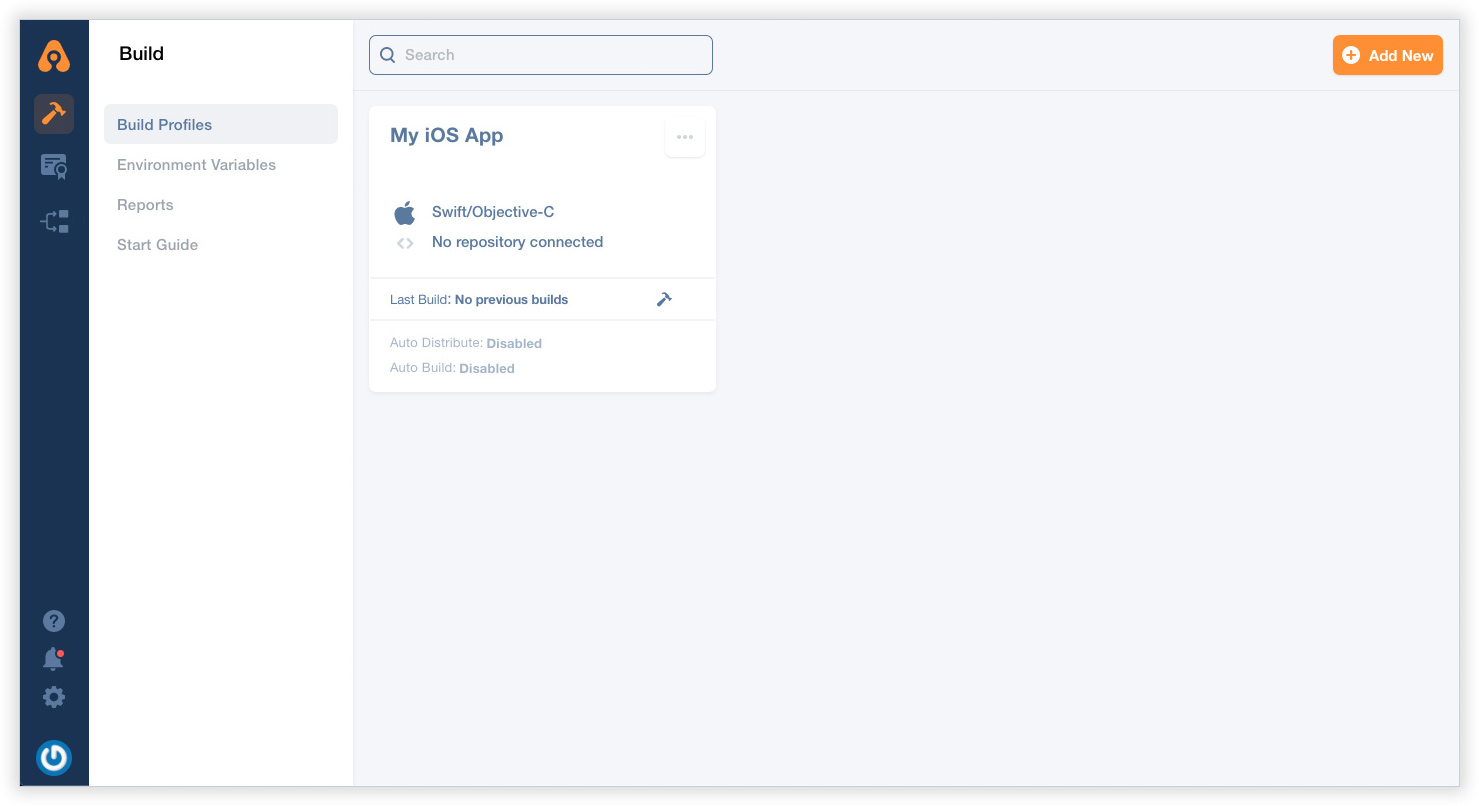 Build
Build Profiles
Environment Variables
Reports
Start Guide
Search
Add New
My iOS App
Swift/Objective-C
No repository connected
Last Build: No previous builds
Auto Distribute: Disabled
Auto Build: Disabled